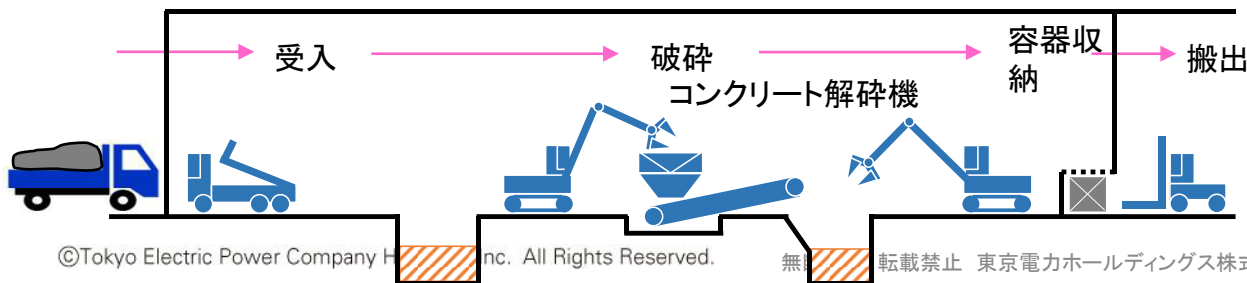 受入
破砕
コンクリート解砕機
容器収
納
搬出
©Tokyo Electric Power Company H nc. All Rights Reserved.
無 転載禁止 東京電力ホールディングス株式